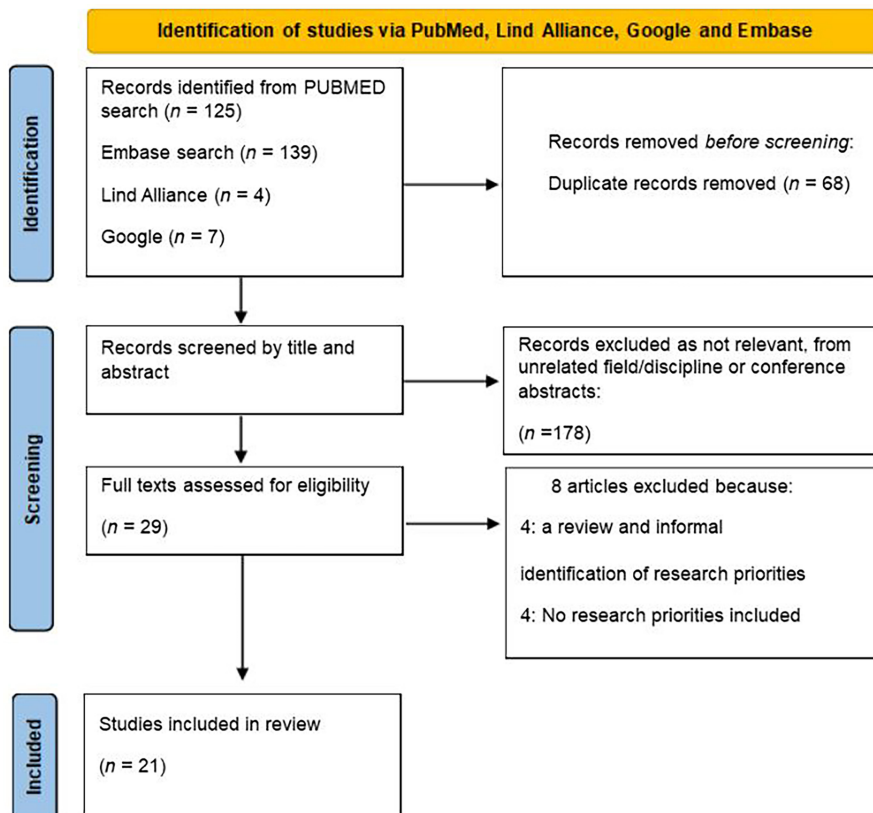 Identification of studies via PubMed, Lind Alliance, Google and Embase
Identification
Records identified from PUBMED
search (n = 125)
Embase search (n = 139)
Lind Alliance (n = 4)
Google (n = 7)
Records removed before screening:
Duplicate records removed (n = 68)
Screening
Records screened by title and
abstract
Records excluded as not relevant, from
unrelated field/discipline or conference
abstracts:
(n =178)
Full texts assessed for eligibility
(n = 29)
8 articles excluded because:
4: a review and informal
identification of research priorities
4: No research priorities included
Included
Studies included in review
(n = 21)